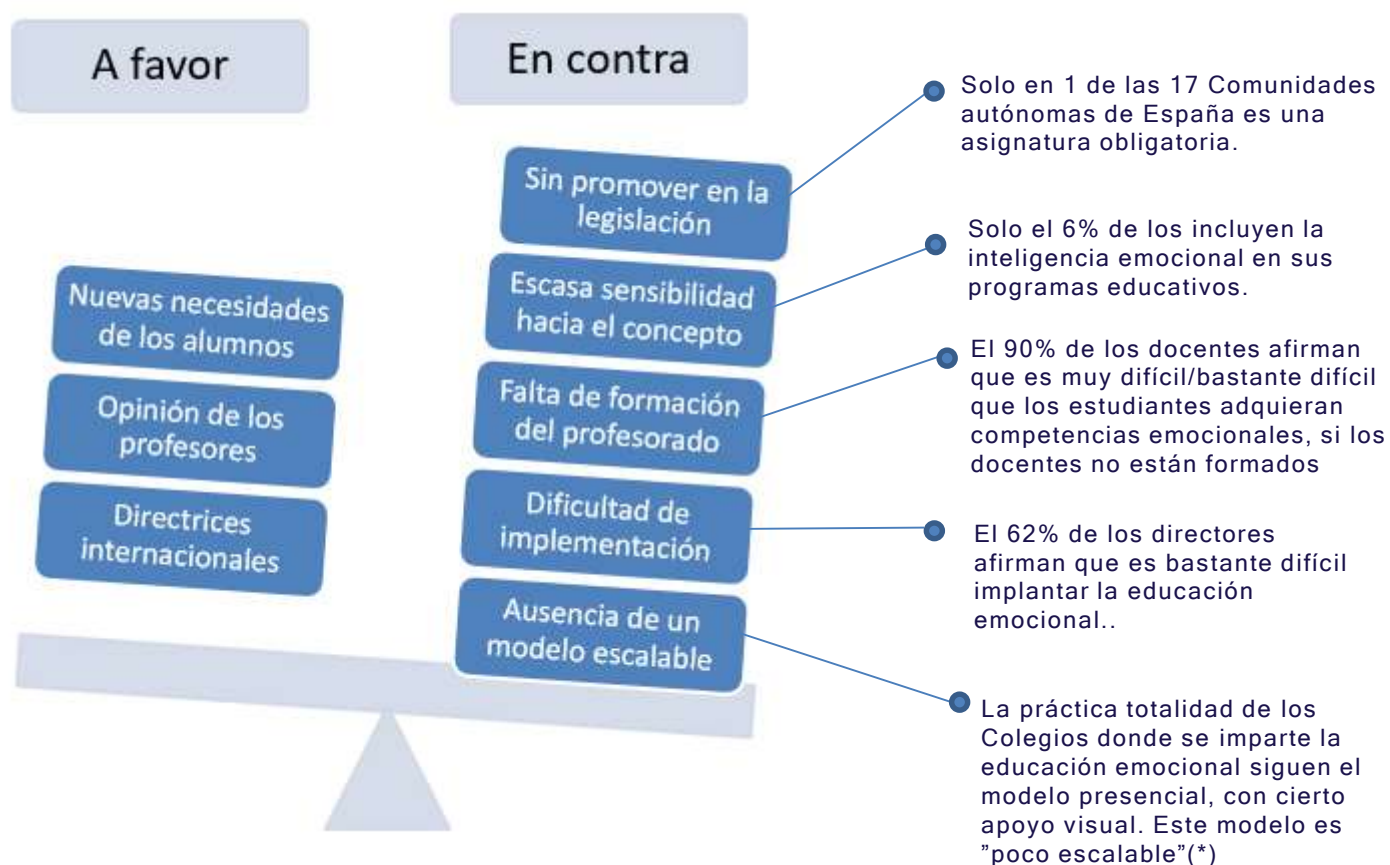 A favor
En contra
Nuevas necesidades
de los alumnos
Opinión de los
profesores
Directrices
internacionales
Sin promover en la
legislación
Escasa sensibilidad
hacia el concepto
Falta de formación
del profesorado
Dificultad de
implementación
Ausencia de un
modelo escalable
Solo en 1 de las 17 Comunidades
autónomas de España es una
asignatura obligatoria.
Solo el 6% de los incluyen la
inteligencia emocional en sus
programas educativos.
El 90% de los docentes afirman
que es muy difícil/bastante difícil
que los estudiantes adquieran
competencias emocionales, si los
docentes no están formados
El 62% de los directores
afirman que es bastante difícil
implantar la educación
emocional..
La práctica totalidad de los
Colegios donde se imparte la
educación emocional siguen el
modelo presencial, con cierto
apoyo visual. Este modelo es
”poco escalable”(*)